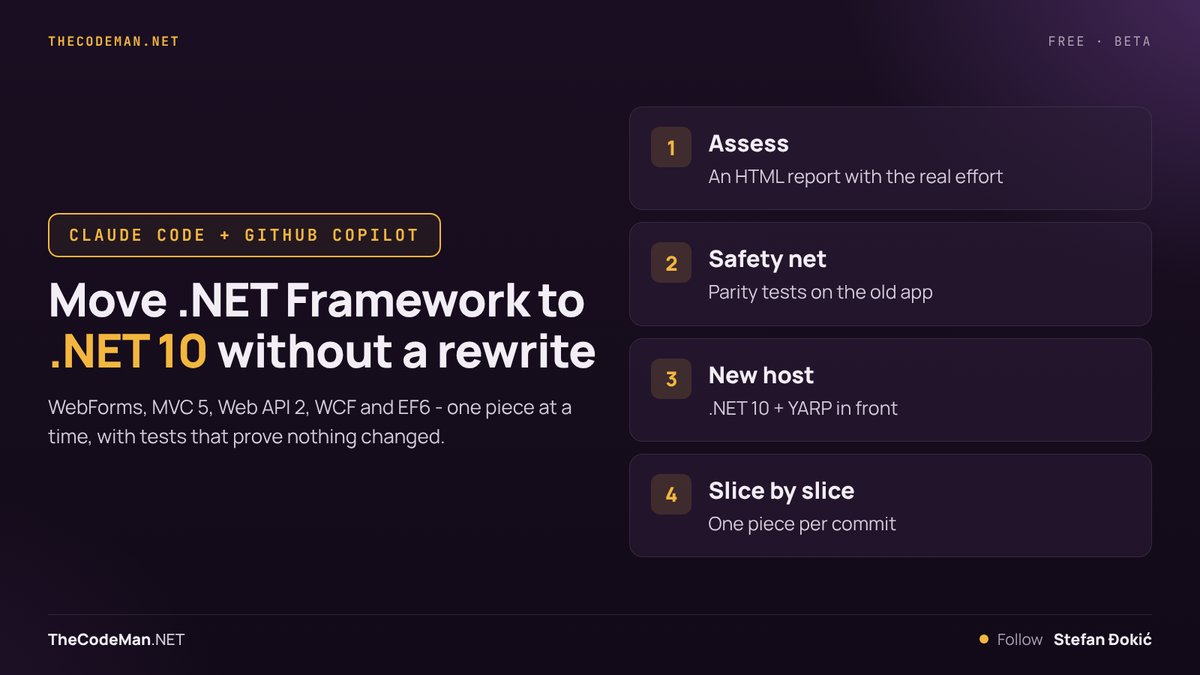 THECODEMAN.NET
FREE · BETA
CLAUDE CODE + GITHUB COPILOT
Move .NET Framework to
.NET 10 without a rewrite
WebForms, MVC 5, Web API 2, WCF and EF6 - one piece at a
time, with tests that prove nothing changed.
1
Assess
An HTML report with the real effort
2
Safety net
Parity tests on the old app
3
New host
.NET 10 + YARP in front
4
Slice by slice
One piece per commit
TheCodeMan.NET
Follow Stefan Đokić